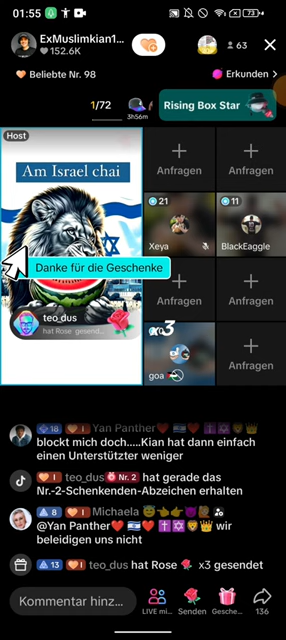 01:55
ExMuslimkian1...
152.6K
63
Beliebte Nr. 98
Erkunden >
1/72
3h56m
Rising Box Star
Host
Am Israel chai
Danke für die Geschenke
teo_dus
hat Rose gesend...
Anfragen
Anfragen
21
Xeya
11
BlackEaggle
Anfragen
Anfragen
x3
goa
Anfragen
18 1 Yan Panther
blockt mich doch.....Kian hat dann einfach
einen Unterstützter weniger
1 teo_dus Nr. 2 hat gerade das
Nr.-2-Schenkenden-Abzeichen erhalten
8 1 Michaela
@Yan Panther wir
beleidigen uns nicht
13 1 teo_dus hat Rose x3 gesendet
Kommentar hinz...
LIVE mi...
Senden
Gesche...
136